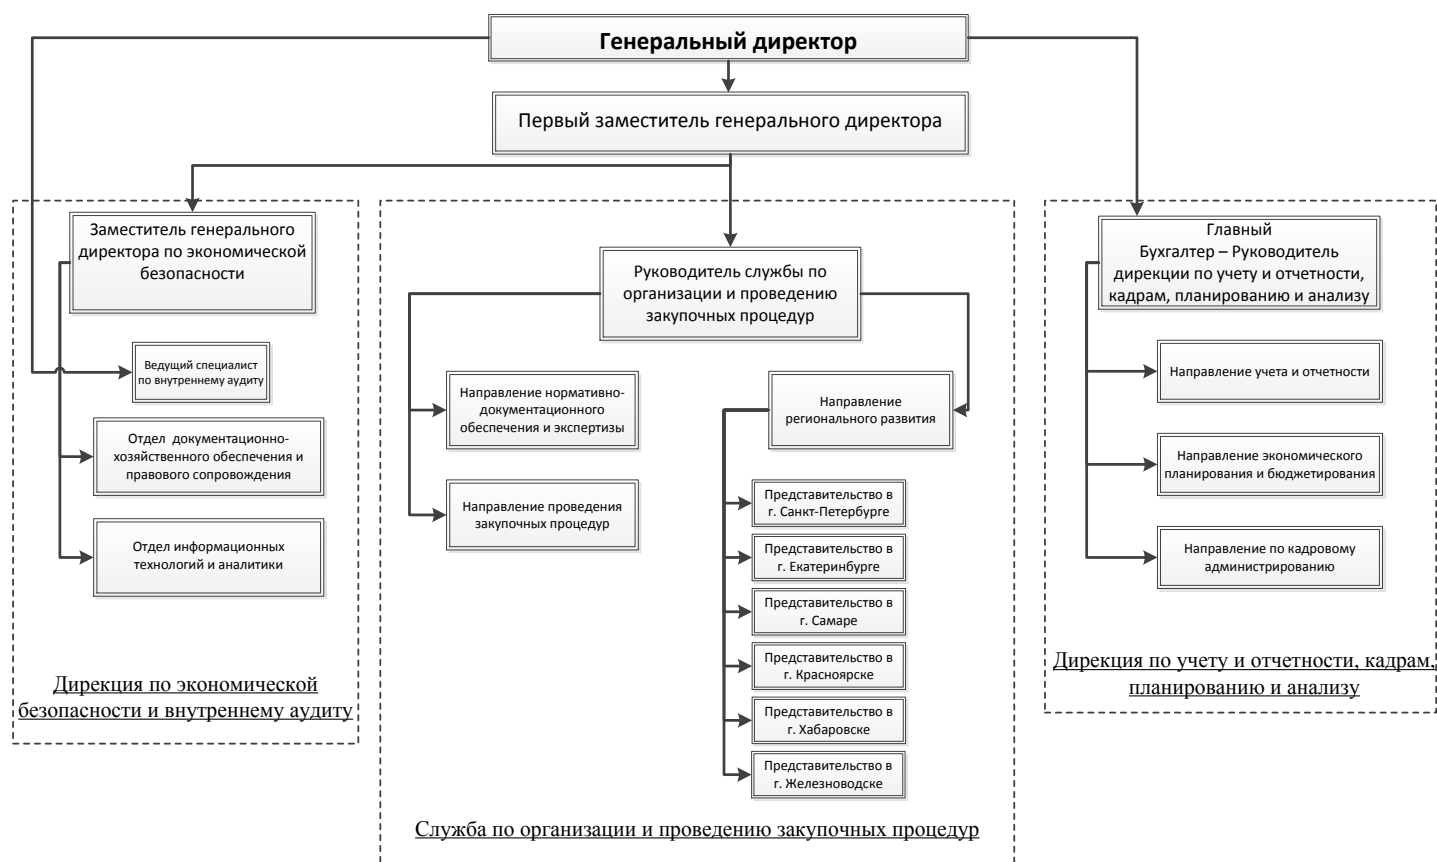 Генеральный директор
Первый заместитель генерального директора
Заместитель генерального
директора по экономической
безопасности
Ведущий специалист
по внутреннему аудиту
Отдел документационно-
хозяйственного обеспечения и
правового сопровождения
Отдел информационных
технологий и аналитики
Дирекция по экономической
безопасности и внутреннему аудиту
Руководитель службы по
организации и проведению
закупочных процедур
Направление нормативно-
документационного
обеспечения и экспертизы
Направление проведения
закупочных процедур
Направление
регионального развития
Представительство в
г. Санкт-Петербурге
Представительство в
г. Екатеринбурге
Представительство в
г. Самаре
Представительство в
г. Красноярске
Представительство в
г. Хабаровске
Представительство в
г. Железноводске
Служба по организации и проведению закупочных процедур
Главный
Бухгалтер – Руководитель
дирекции по учету и отчетности,
кадрам, планированию и анализу
Направление учета и отчетности
Направление экономического
планирования и бюджетирования
Направление по кадровому
администрированию
Дирекция по учету и отчетности, кадрам,
планированию и анализу